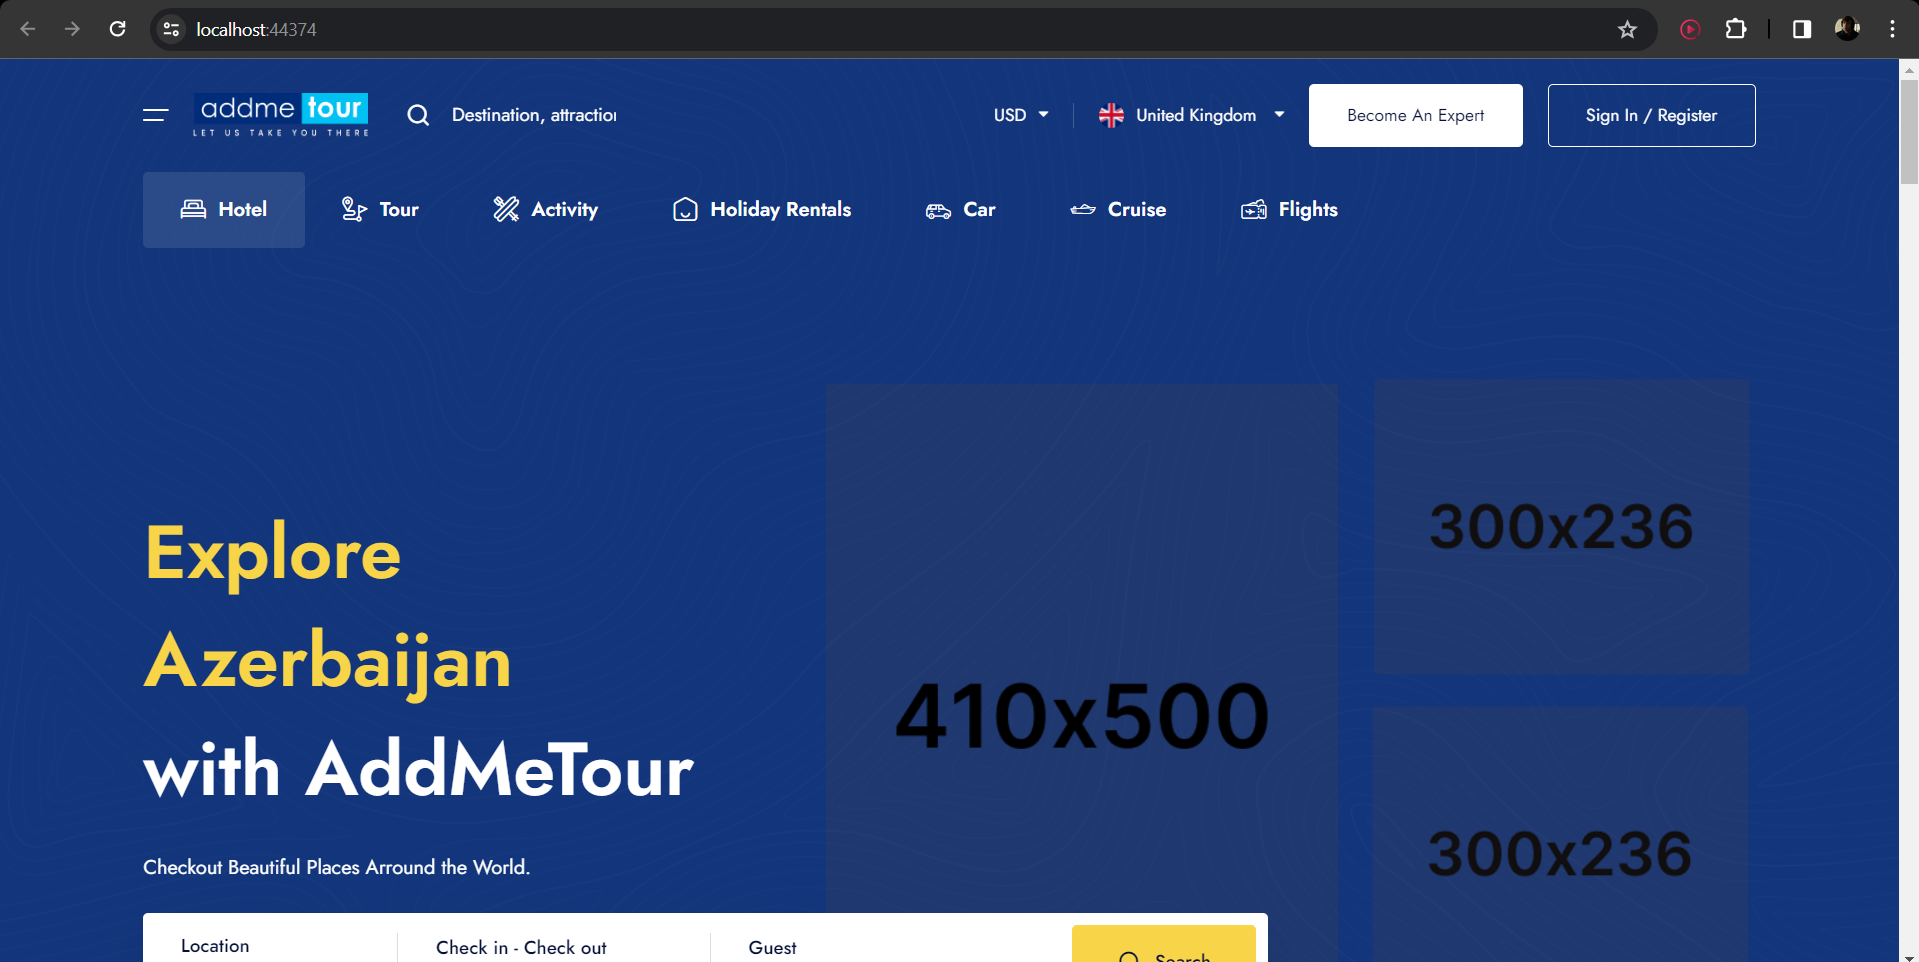 localhost:44374
addme tour
LET US TAKE YOU THERE
Destination, attraction
USD
United Kingdom
Become An Expert
Sign In / Register
Hotel
Tour
Activity
Holiday Rentals
Car
Cruise
Flights
Explore
Azerbaijan
with AddMeTour
Checkout Beautiful Places Arround the World.
410x500
300x236
300x236
Location
Check in - Check out
Guest
Search